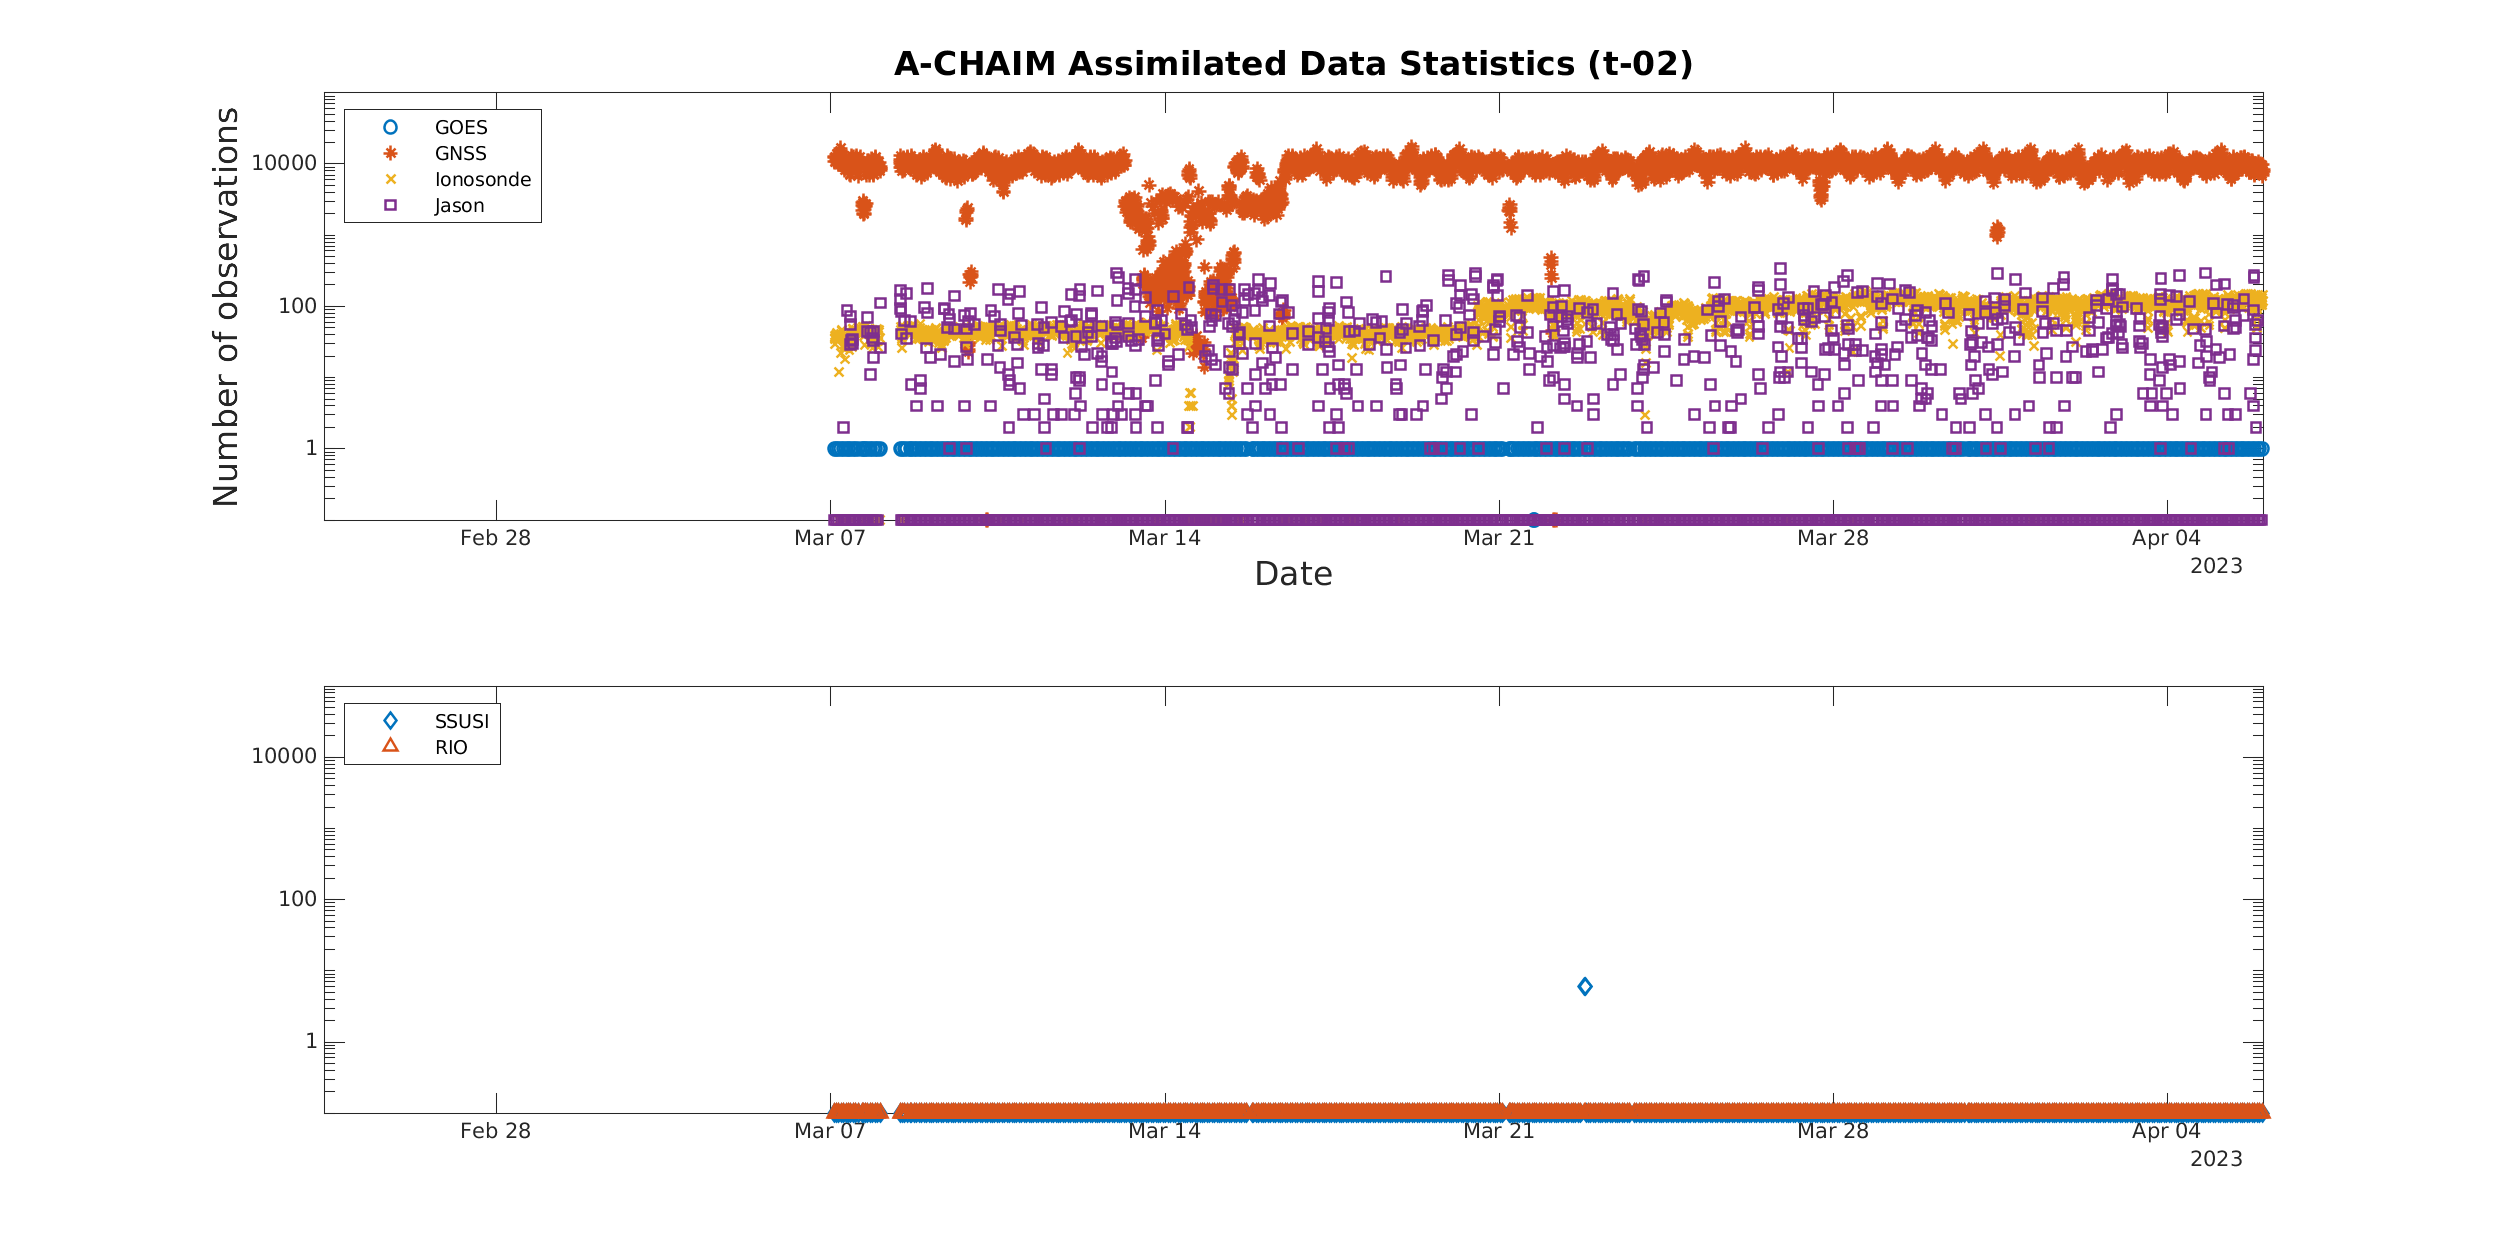 A-CHAIM Assimilated Data Statistics (t-02)
Number of observations
10000
100
1
GOES
GNSS
Ionosonde
Jason
Feb 28
Mar 07
Mar 14
Mar 21
Mar 28
Apr 04
2023
Date
10000
100
1
SSUSI
RIO
Feb 28
Mar 07
Mar 14
Mar 21
Mar 28
Apr 04
2023